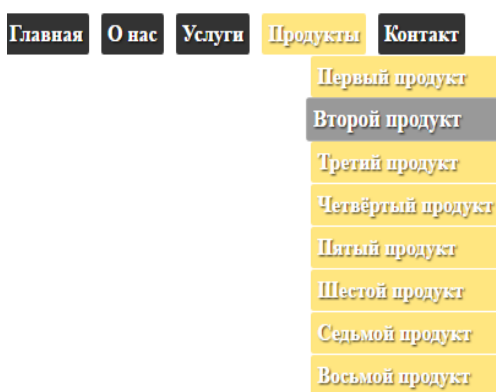 Главная О нас Услуги Продукты Контакт
Первый продукт
Второй продукт
Третий продукт
Четвёртый продукт
Пятый продукт
Шестой продукт
Седьмой продукт
Восьмой продукт